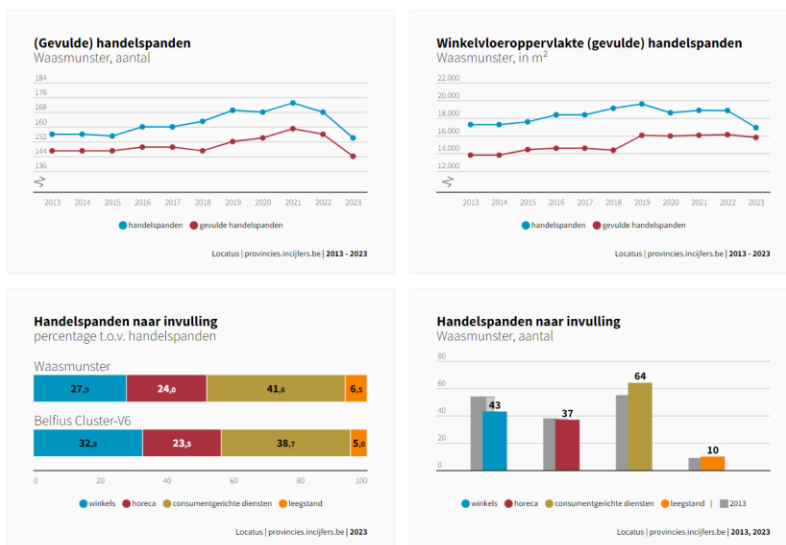 (Gevulde) handelspanden
Waasmunster, aantal
184
176
168
160
152
144
136
2013 2014 2015 2016 2017 2018 2019 2020 2021 2022 2023
handelspanden gevulde handelspanden
Locatus | provincies.incijfers.be | 2013 - 2023
Winkelvloeroppervlakte (gevulde) handelspanden
Waasmunster, in m²
22.000
20.000
18.000
16.000
14.000
12.000
2013 2014 2015 2016 2017 2018 2019 2020 2021 2022 2023
handelspanden gevulde handelspanden
Locatus | provincies.incijfers.be | 2013 - 2023
Handelspanden naar invulling
percentage t.o.v. handelspanden
Waasmunster
27,9 24,0 41,6 6,5
Belfius Cluster-V6
32,8 23,5 38,7 5,0
0 20 40 60 80 100
winkels horeca consumentgerichte diensten leegstand
Locatus | provincies.incijfers.be | 2023
Handelspanden naar invulling
Waasmunster, aantal
80
60
40
20
0
43 37 64 10
winkels horeca consumentgerichte diensten leegstand | 2013
Locatus | provincies.incijfers.be | 2013, 2023